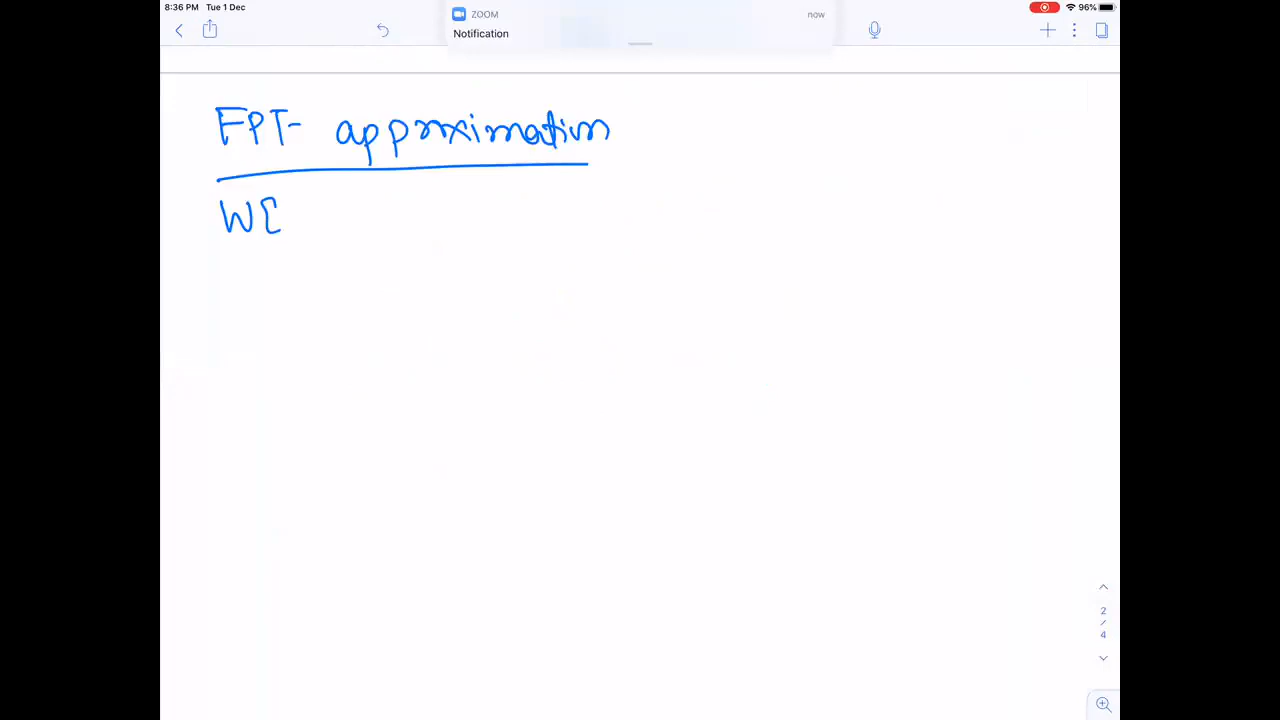 8:36 PM Tue 1 Dec
96%
ZOOM now
Notification
FPT- approximation
W[
2
/
4